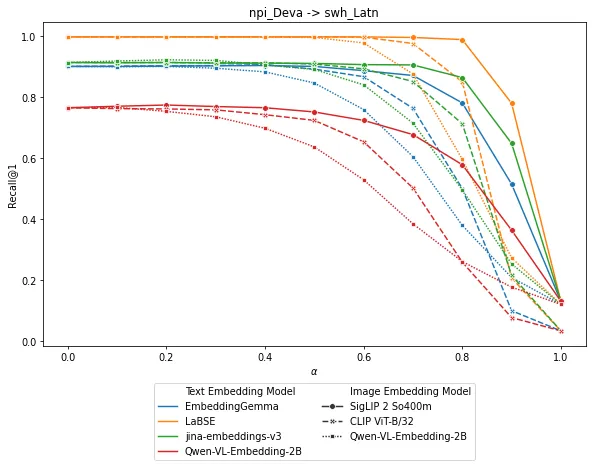 npi_Deva -> swh_Latn
Recall@1
1.0
0.8
0.6
0.4
0.2
0.0
0.0 0.2 0.4 0.6 0.8 1.0
α
Text Embedding Model
EmbeddingGemma
LaBSE
jina-embeddings-v3
Qwen-VL-Embedding-2B
Image Embedding Model
SigLIP 2 So400m
CLIP ViT-B/32
Qwen-VL-Embedding-2B